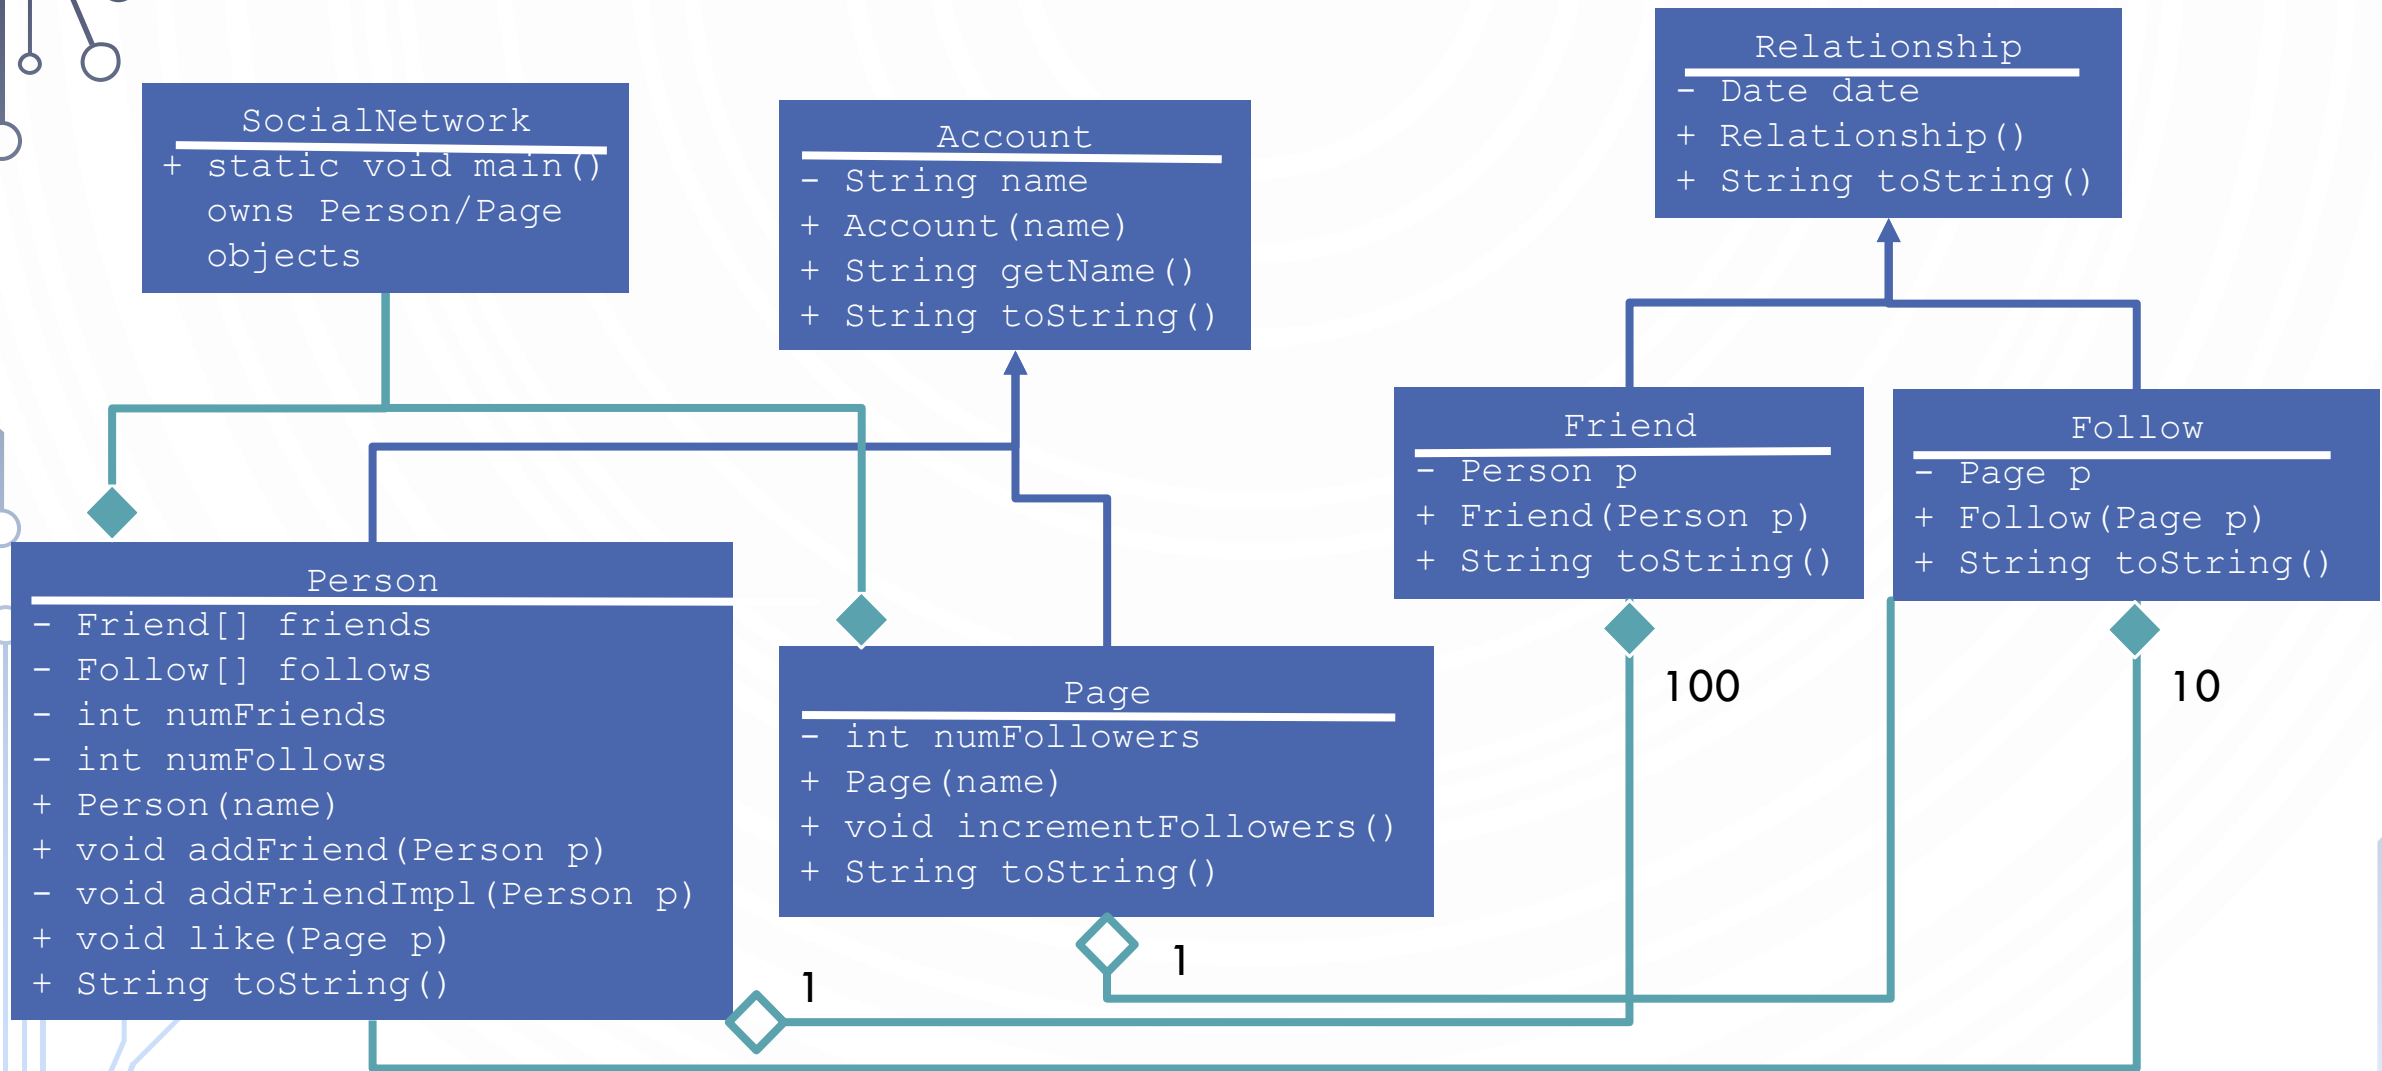 SocialNetwork
+ static void main()
owns Person/Page
objects
Account
- String name
+ Account(name)
+ String getName()
+ String toString()
Relationship
- Date date
+ Relationship()
+ String toString()
Friend
- Person p
+ Friend(Person p)
+ String toString()
Follow
- Page p
+ Follow(Page p)
+ String toString()
Person
- Friend[] friends
- Follow[] follows
- int numFriends
- int numFollows
+ Person(name)
+ void addFriend(Person p)
- void addFriendImpl(Person p)
+ void like(Page p)
+ String toString()
Page
- int numFollowers
+ Page(name)
+ void incrementFollowers()
+ String toString()
100
10
1
1